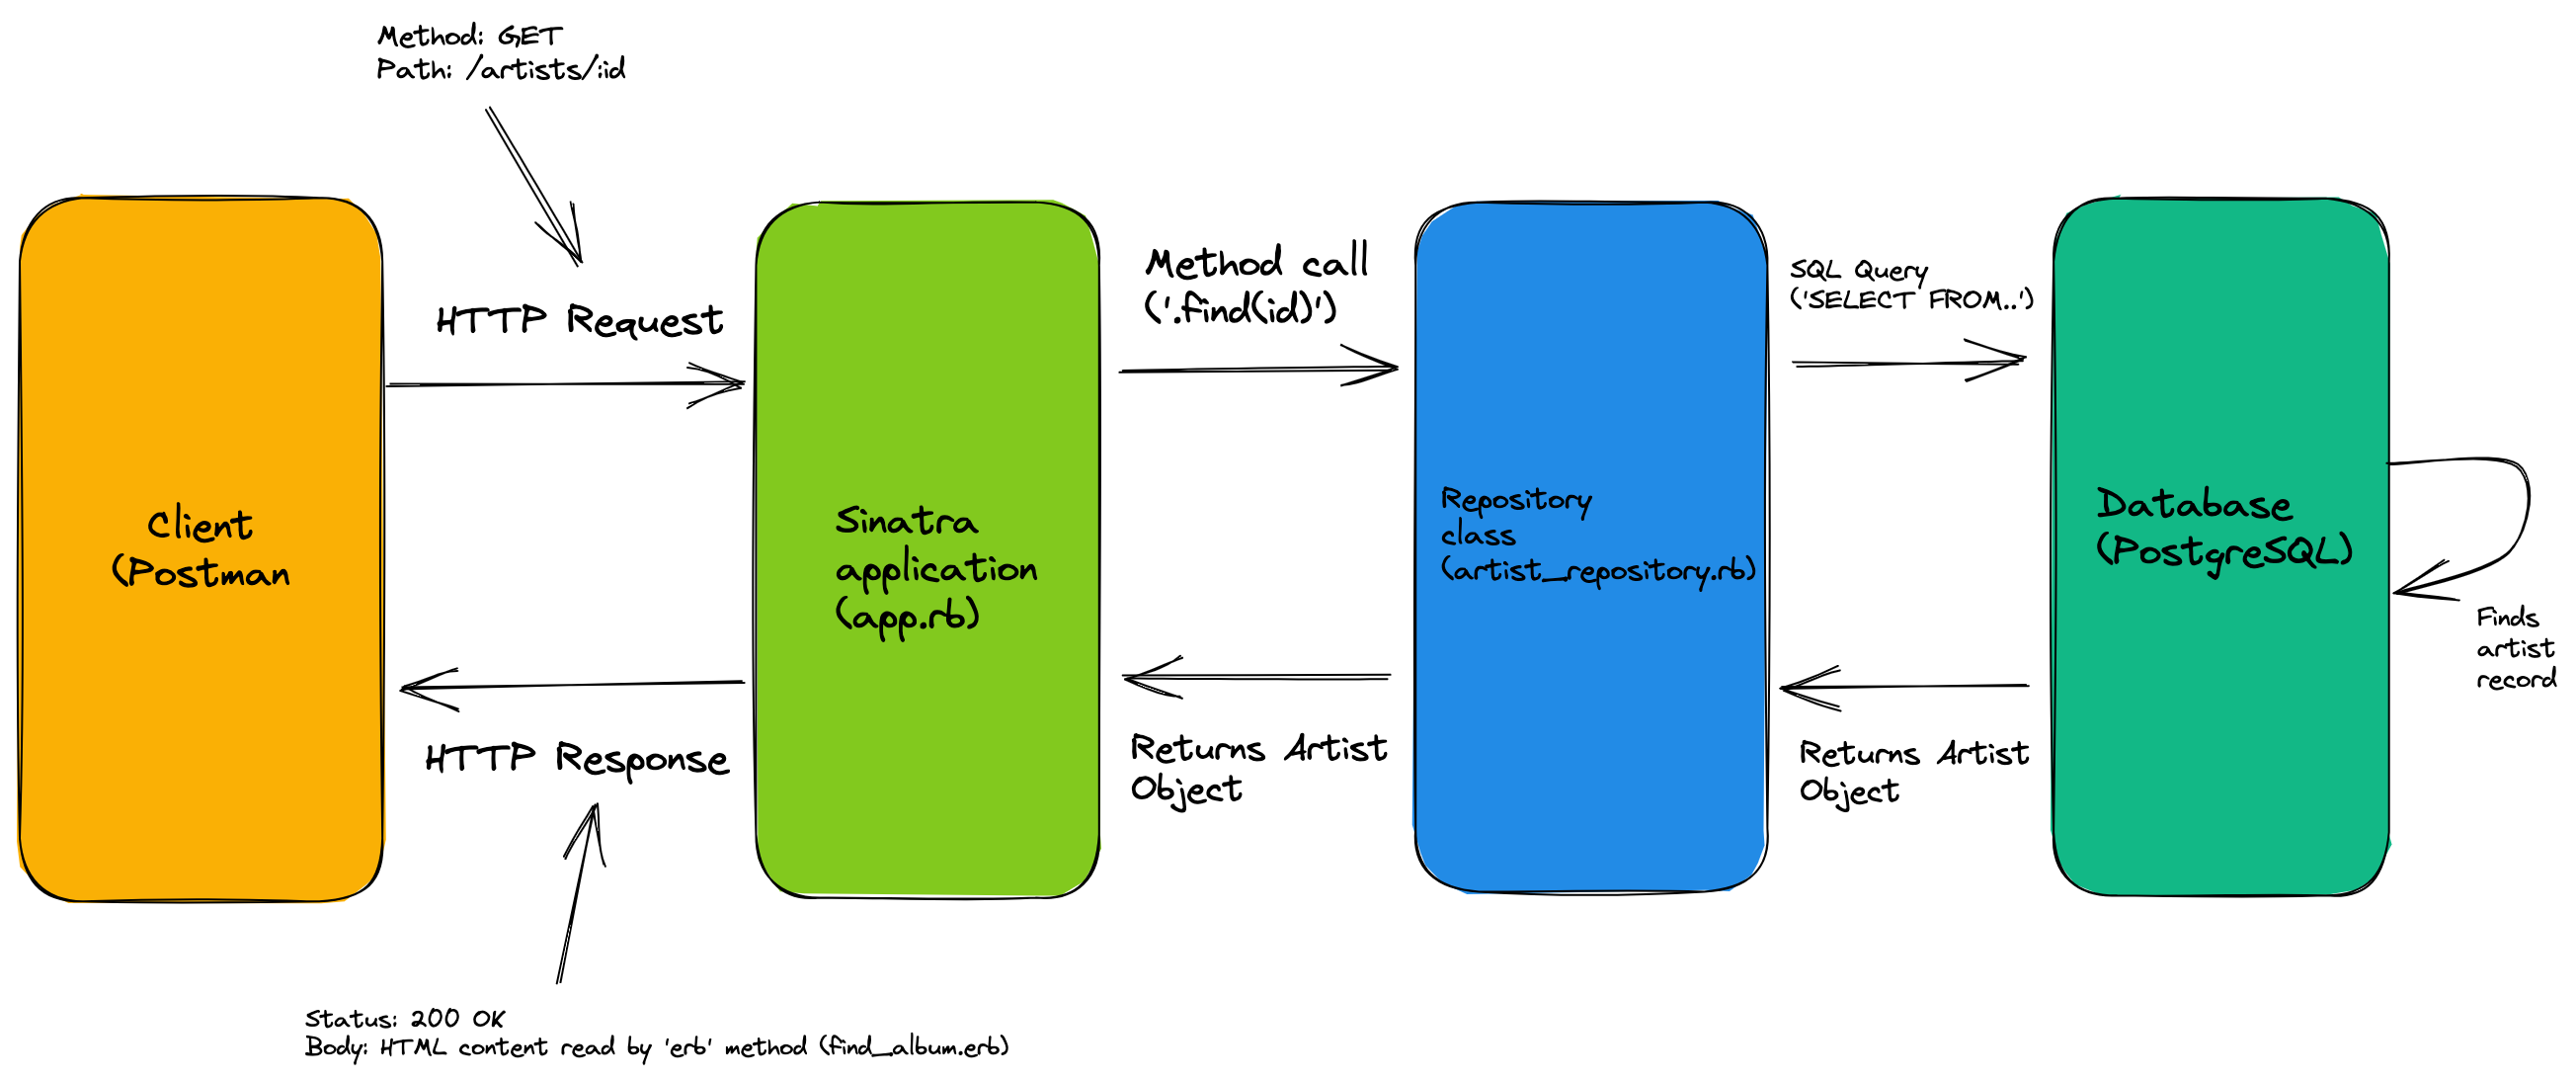 Method: GET
Path: /artists/:id
HTTP Request
Method call
('.find(id)')
SQL Query
('SELECT FROM..')
Client
(Postman
Sinatra
application
(app.rb)
Repository
class
(artist_repository.rb)
Database
(PostgreSQL)
Finds
artist
record
HTTP Response
Returns Artist
Object
Returns Artist
Object
Status: 200 OK
Body: HTML content read by 'erb' method (find_album.erb)